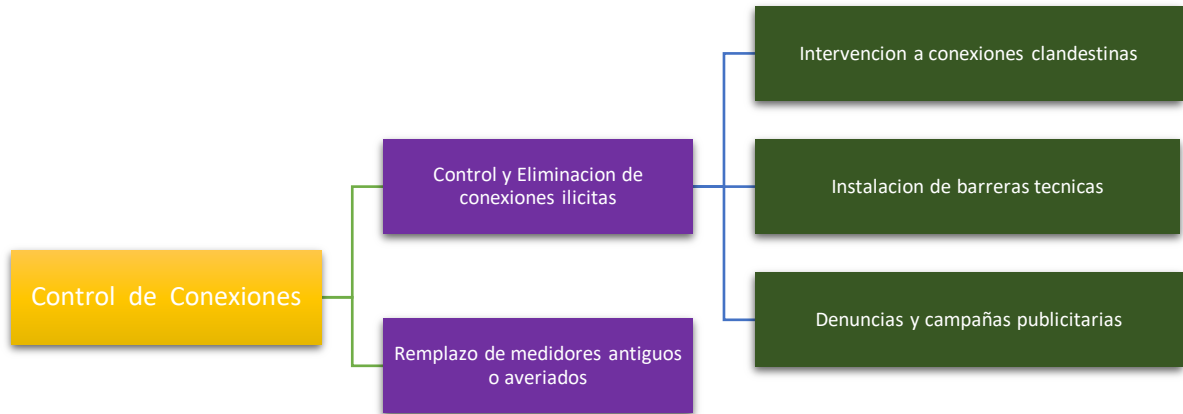 Control de Conexiones
Control y Eliminacion de
conexiones ilicitas
Remplazo de medidores antiguos
o averiados
Intervencion a conexiones clandestinas
Instalacion de barreras tecnicas
Denuncias y campañas publicitarias